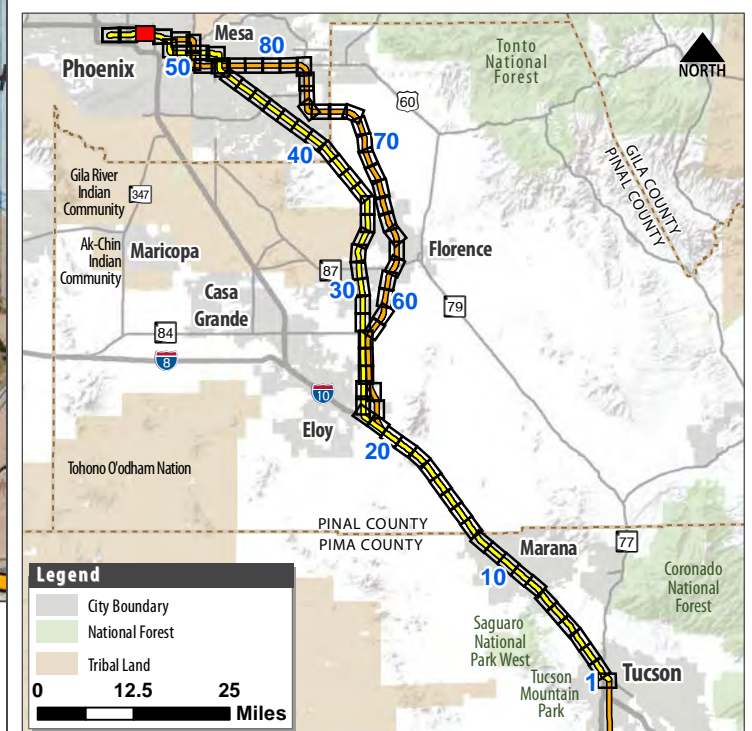 Mesa
80
Tonto
National
Forest
NORTH
Phoenix
50
60
70
40
GILA COUNTY
PINAL COUNTY
Gila River
Indian
Community
347
Ak-Chin
Indian
Community
Maricopa
Florence
87
30
Casa
Grande
60
79
84
8
10
Eloy
20
Tohono O'odham Nation
PINAL COUNTY
PIMA COUNTY
Marana
77
10
Coronado
National
Forest
Saguaro
National
Park West
Tucson
Mountain
Park
1
Tucson
Legend
City Boundary
National Forest
Tribal Land
0 12.5 25
Miles